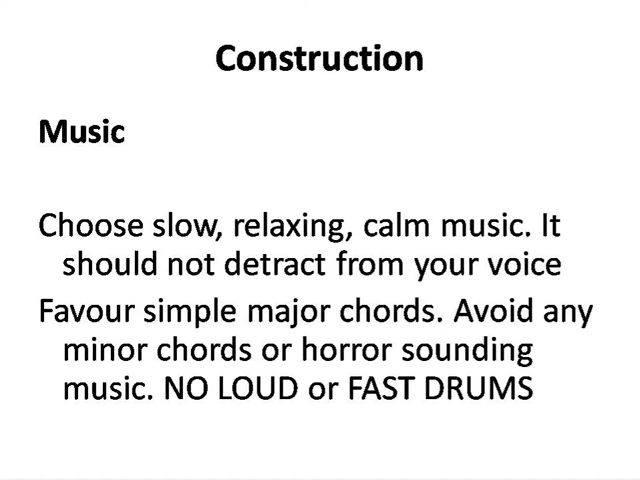 Construction
Music
Choose slow, relaxing, calm music. It
should not detract from your voice
Favour simple major chords. Avoid any
minor chords or horror sounding
music. NO LOUD or FAST DRUMS